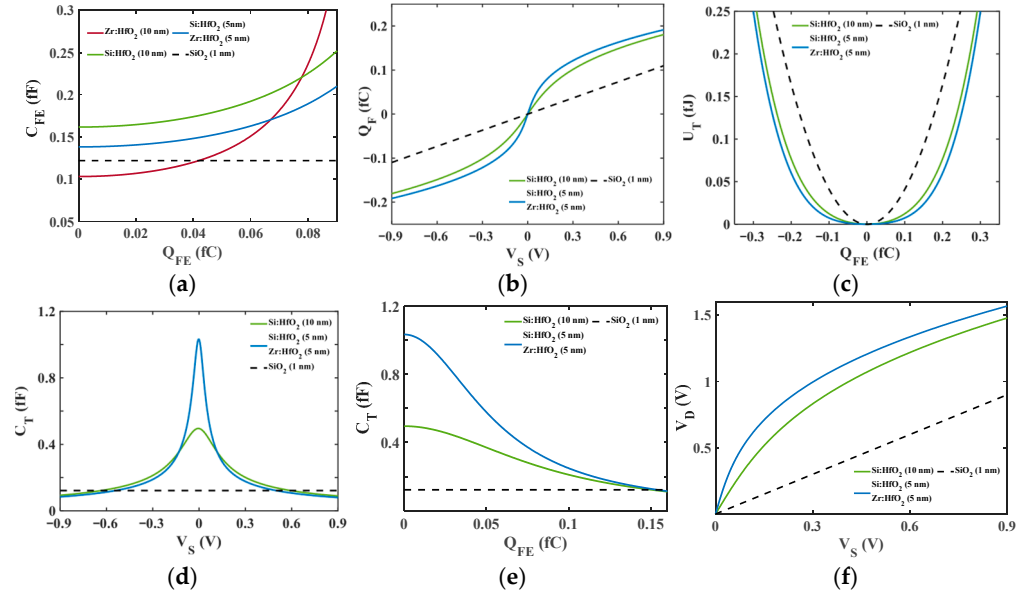 0.3
0.25
0.2
0.15
0.1
0.05
C_FE (fF)
Zr:HfO₂ (10 nm)
Si:HfO₂ (5nm)
Zr:HfO₂ (5 nm)
Si:HfO₂ (10 nm)
SiO₂ (1 nm)
0 0.02 0.04 0.06 0.08
Q_FE (fC)
(a)
0.2
0.1
0
−0.1
−0.2
Q_F (fC)
Si:HfO₂ (10 nm) SiO₂ (1 nm)
Si:HfO₂ (5 nm)
Zr:HfO₂ (5 nm)
−0.9 −0.6 −0.3 0 0.3 0.6 0.9
V_S (V)
(b)
0.25
0.2
0.15
0.1
0.05
0
U_T (fJ)
Si:HfO₂ (10 nm) SiO₂ (1 nm)
Si:HfO₂ (5 nm)
Zr:HfO₂ (5 nm)
−0.3 −0.2 −0.1 0 0.1 0.2 0.3
Q_FE (fC)
(c)
1.2
1.0
0.8
0.4
0
C_T (fF)
Si:HfO₂ (10 nm)
Si:HfO₂ (5 nm)
Zr:HfO₂ (5 nm)
SiO₂ (1 nm)
−0.9 −0.6 −0.3 0 0.3 0.6 0.9
V_S (V)
(d)
1.2
1.0
0.8
0.4
0
C_T (fF)
Si:HfO₂ (10 nm) SiO₂ (1 nm)
Si:HfO₂ (5 nm)
Zr:HfO₂ (5 nm)
0 0.05 0.1 0.15
Q_FE (fC)
(e)
1.5
1
0.5
V_D (V)
Si:HfO₂ (10 nm) SiO₂ (1 nm)
Si:HfO₂ (5 nm)
Zr:HfO₂ (5 nm)
0 0.3 0.6 0.9
V_S (V)
(f)